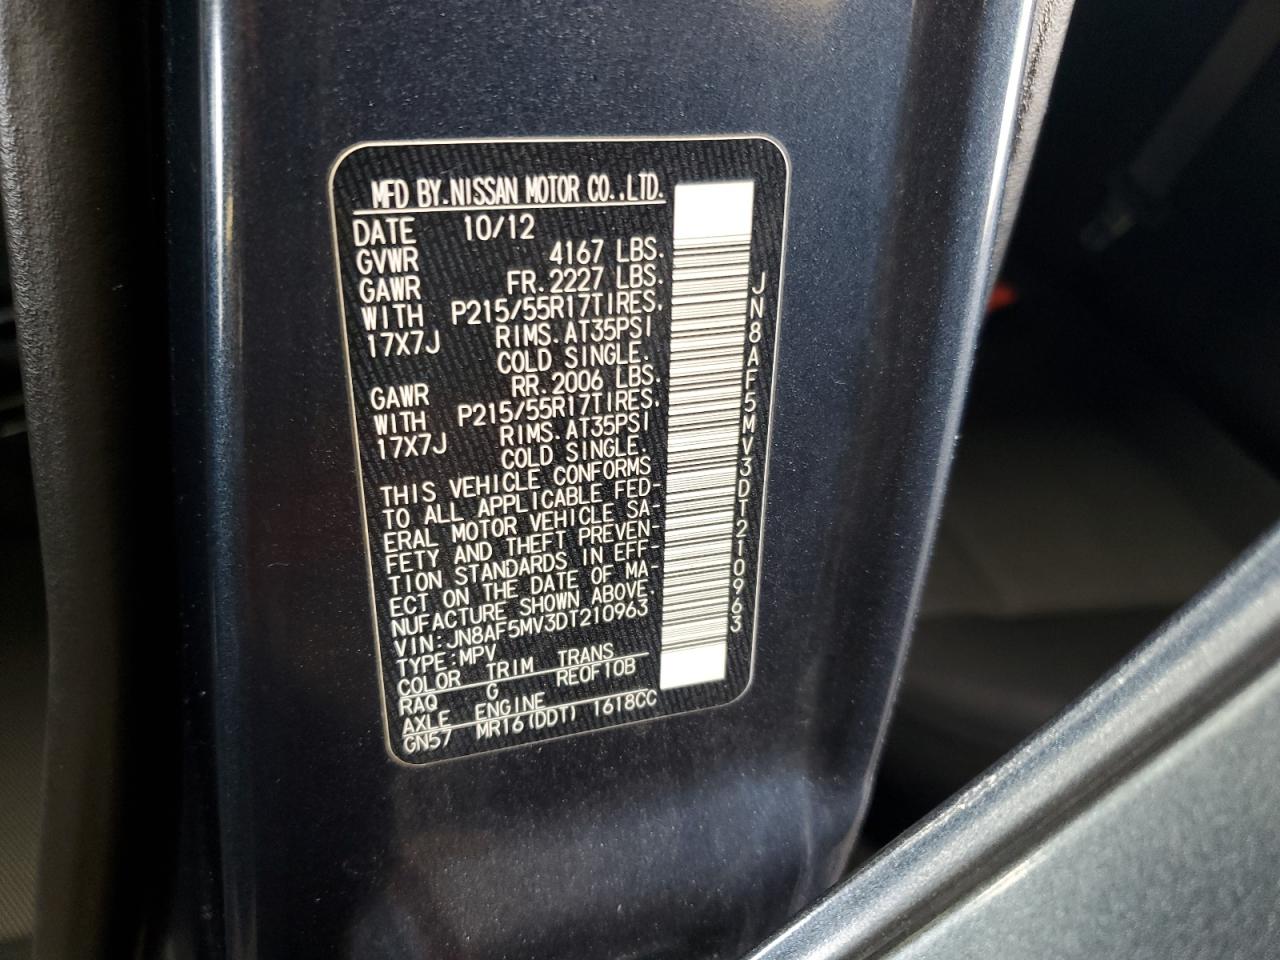 MFD BY.NISSAN MOTOR CO.,LTD.
DATE 10/12
GVWR 4167 LBS.
GAWR FR.2227 LBS.
WITH P215/55R17TIRES,
17X7J RIMS.AT35PSI
COLD SINGLE.
GAWR RR.2006 LBS.
WITH P215/55R17TIRES,
17X7J RIMS.AT35PSI
COLD SINGLE.
THIS VEHICLE CONFORMS
TO ALL APPLICABLE FED-
ERAL MOTOR VEHICLE SA-
FETY AND THEFT PREVEN-
TION STANDARDS IN EFF-
ECT ON THE DATE OF MA-
NUFACTURE SHOWN ABOVE.
VIN:JN8AF5MV3DT210963
TYPE:MPV
COLOR TRIM TRANS
RAQ G RE0F10B
AXLE ENGINE
GN57 MR16(DDT) 1618CC
JN8AF5MV3DT210963